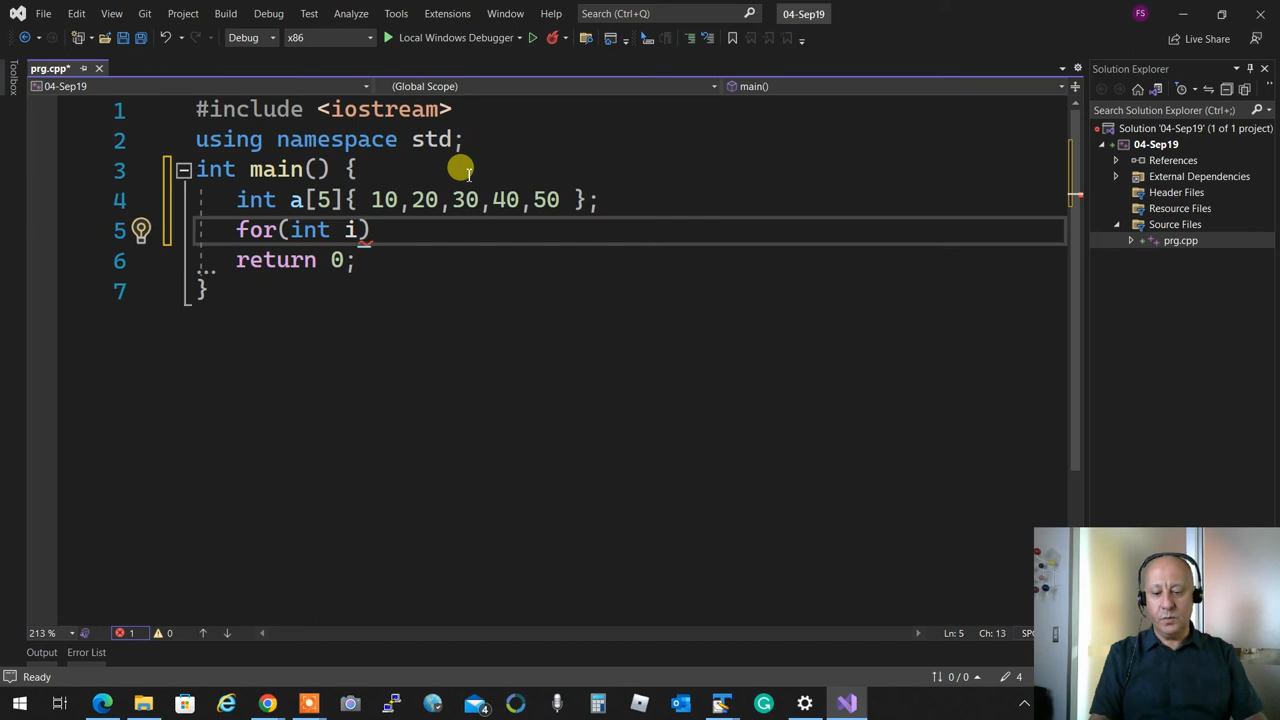 File Edit View Git Project Build Debug Test Analyze Tools Extensions Window Help Search (Ctrl+Q) 04-Sep19 FS
Debug x86 Local Windows Debugger Live Share
prg.cpp*
04-Sep19 (Global Scope) main()
Toolbox
1 #include <iostream>
2 using namespace std;
3 int main() {
4 int a[5]{ 10,20,30,40,50 };
5 for(int i)
6 return 0;
7 }
Solution Explorer
Search Solution Explorer (Ctrl+;)
Solution '04-Sep19' (1 of 1 project)
04-Sep19
References
External Dependencies
Header Files
Resource Files
Source Files
prg.cpp
213 % 1 0 Ln: 5 Ch: 13 SPC
Output Error List
Ready 0 / 0 4
4